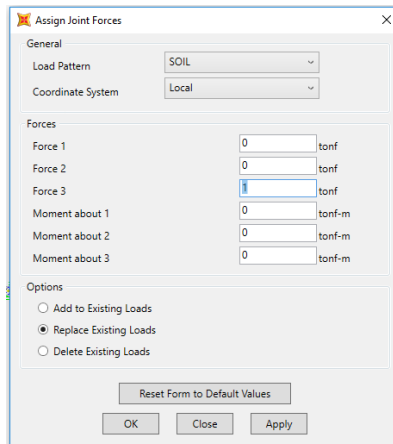 Assign Joint Forces
General
Load Pattern SOIL
Coordinate System Local
Forces
Force 1 0 tonf
Force 2 0 tonf
Force 3 1 tonf
Moment about 1 0 tonf-m
Moment about 2 0 tonf-m
Moment about 3 0 tonf-m
Options
Add to Existing Loads
Replace Existing Loads
Delete Existing Loads
Reset Form to Default Values
OK Close Apply